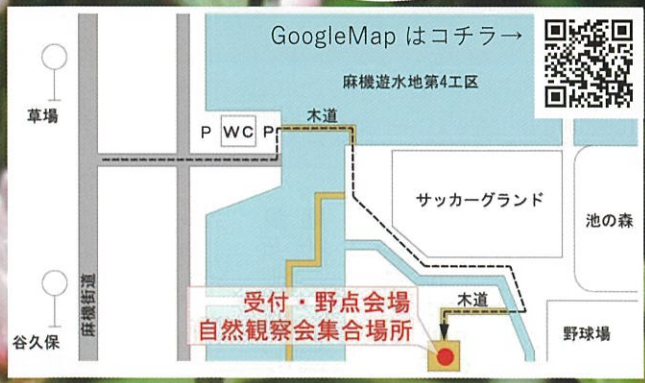 GoogleMap はコチラ→
麻機遊水地第4工区
草場
P WC P
木道
サッカーグランド
池の森
麻機街道
谷久保
受付・野点会場
自然観察会集合場所
木道
野球場